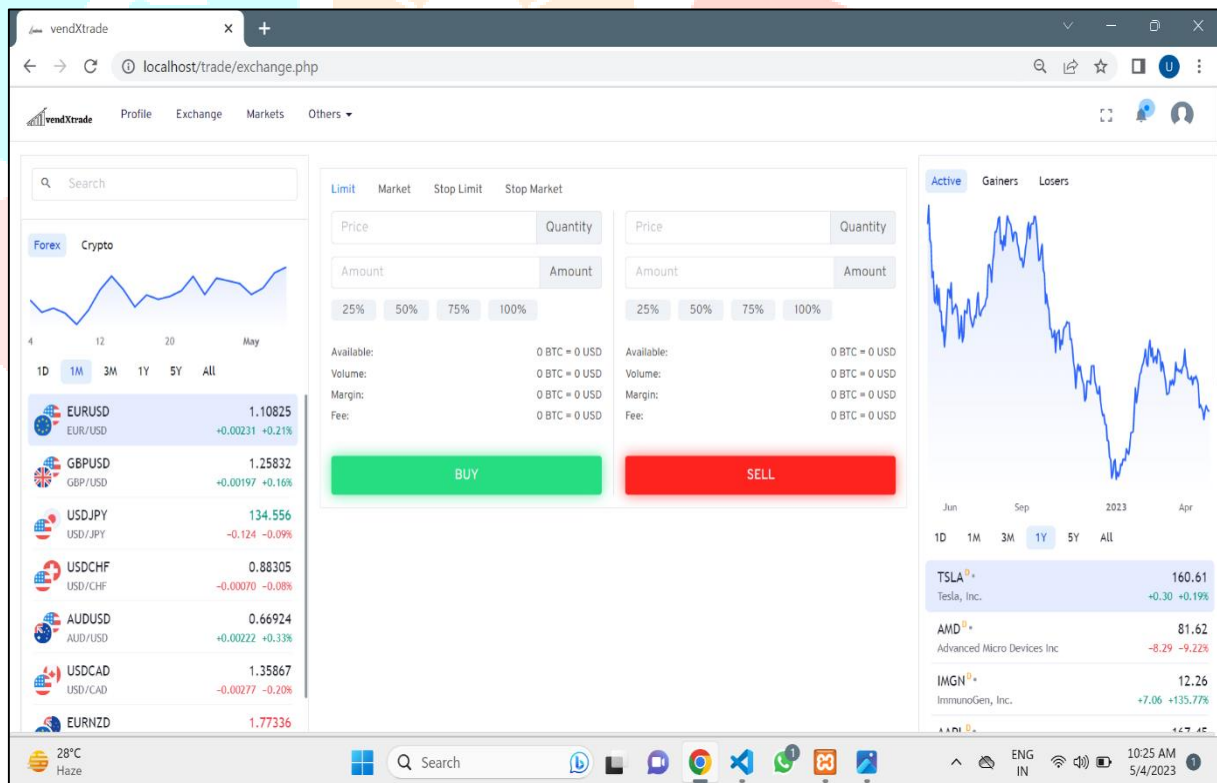 vendXtrade
localhost/trade/exchange.php
U
vendXtrade Profile Exchange Markets Others
Search
Forex Crypto
4 12 20 May
1D 1M 3M 1Y 5Y All
EURUSD 1.10825
EUR/USD +0.00231 +0.21%
GBPUSD 1.25832
GBP/USD +0.00197 +0.16%
USDJPY 134.556
USD/JPY -0.124 -0.09%
USDCHF 0.88305
USD/CHF -0.00070 -0.08%
AUDUSD 0.66924
AUD/USD +0.00222 +0.33%
USDCAD 1.35867
USD/CAD -0.00277 -0.20%
EURNZD 1.77336
Limit Market Stop Limit Stop Market
Price Quantity
Amount Amount
25% 50% 75% 100%
Available: 0 BTC = 0 USD
Volume: 0 BTC = 0 USD
Margin: 0 BTC = 0 USD
Fee: 0 BTC = 0 USD
BUY
Price Quantity
Amount Amount
25% 50% 75% 100%
Available: 0 BTC = 0 USD
Volume: 0 BTC = 0 USD
Margin: 0 BTC = 0 USD
Fee: 0 BTC = 0 USD
SELL
Active Gainers Losers
Jun Sep 2023 Apr
1D 1M 3M 1Y 5Y All
TSLA D 160.61
Tesla, Inc. +0.30 +0.19%
AMD D 81.62
Advanced Micro Devices Inc -8.29 -9.22%
IMGN D 12.26
ImmunoGen, Inc. +7.06 +135.77%
28°C
Haze
Search
1
ENG
IN
10:25 AM
5/4/2023
1